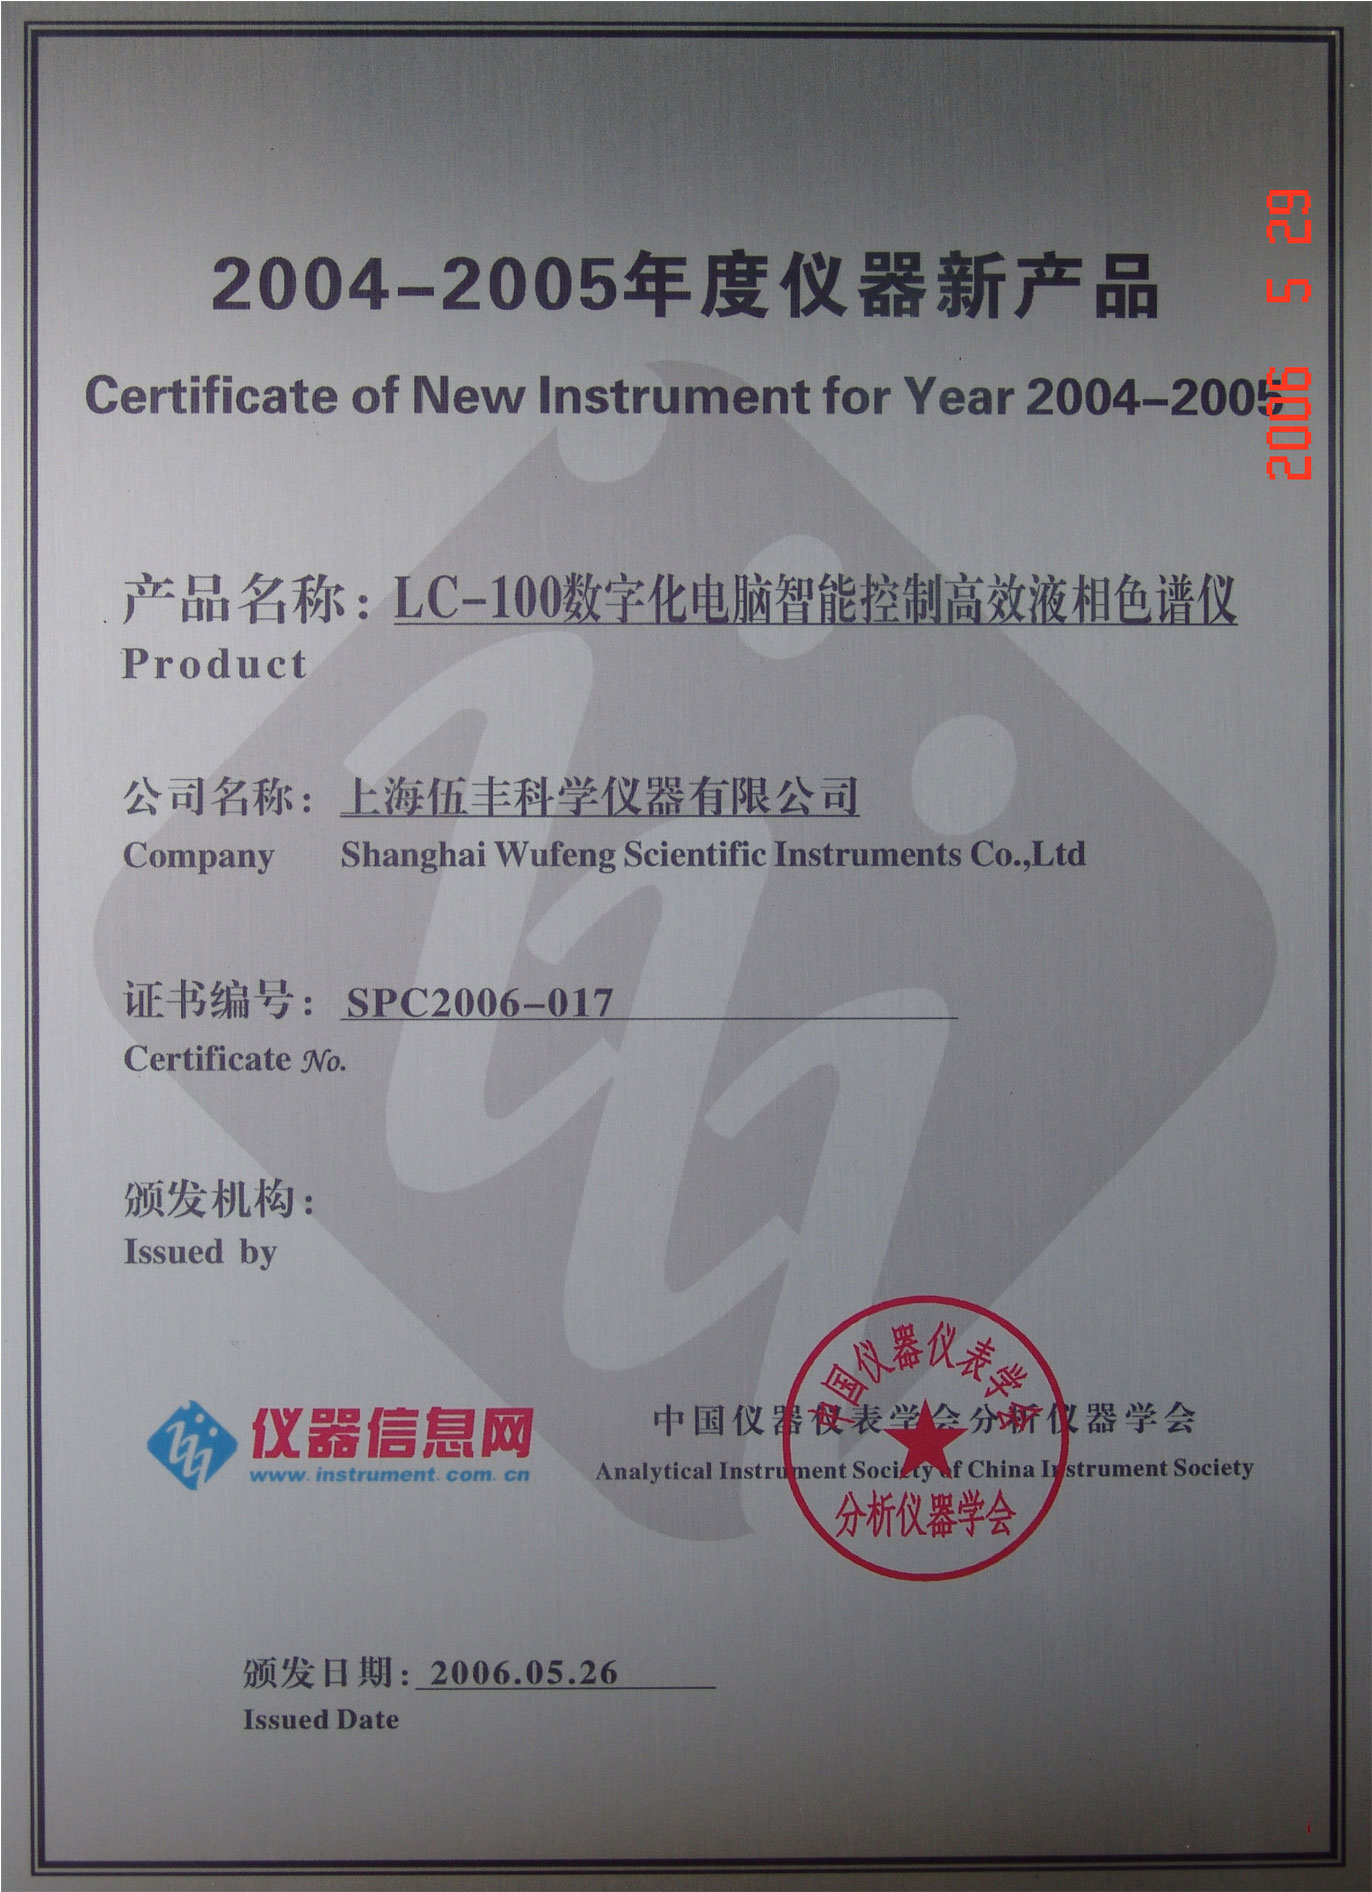 2004-2005年度仪器新产品
Certificate of New Instrument for Year 2004-2005
2006 5 29
产品名称：LC-100数字化电脑智能控制高效液相色谱仪
Product
公司名称：上海伍丰科学仪器有限公司
Company Shanghai Wufeng Scientific Instruments Co.,Ltd
证书编号：SPC2006-017
Certificate No.
颁发机构：
Issued by
仪器信息网
www.instrument.com.cn
中国仪器仪表学会分析仪器学会
Analytical Instrument Society of China Instrument Society
中国仪器仪表学会
分析仪器学会
颁发日期：2006.05.26
Issued Date